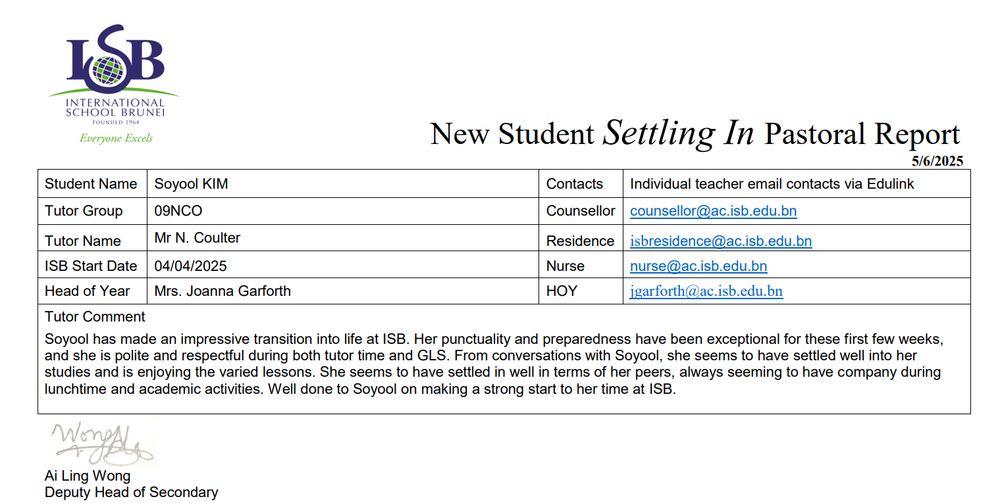 ISB
INTERNATIONAL
SCHOOL BRUNEI
FOUNDED 1964
Everyone Excels
New Student Settling In Pastoral Report
5/6/2025
Student Name Soyool KIM Contacts Individual teacher email contacts via Edulink
Tutor Group 09NCO Counsellor counsellor@ac.isb.edu.bn
Tutor Name Mr N. Coulter Residence isbresidence@ac.isb.edu.bn
ISB Start Date 04/04/2025 Nurse nurse@ac.isb.edu.bn
Head of Year Mrs. Joanna Garforth HOY jgarforth@ac.isb.edu.bn
Tutor Comment
Soyool has made an impressive transition into life at ISB. Her punctuality and preparedness have been exceptional for these first few weeks,
and she is polite and respectful during both tutor time and GLS. From conversations with Soyool, she seems to have settled well into her
studies and is enjoying the varied lessons. She seems to have settled in well in terms of her peers, always seeming to have company during
lunchtime and academic activities. Well done to Soyool on making a strong start to her time at ISB.
Ai Ling Wong
Deputy Head of Secondary